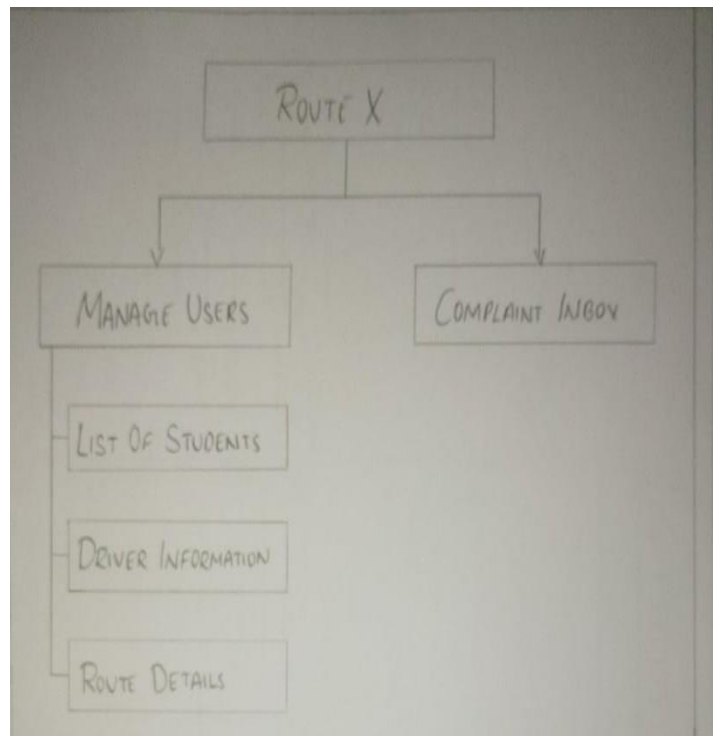 ROUTE X
MANAGE USERS
COMPLAINT INBOX
LIST OF STUDENTS
DRIVER INFORMATION
ROUTE DETAILS